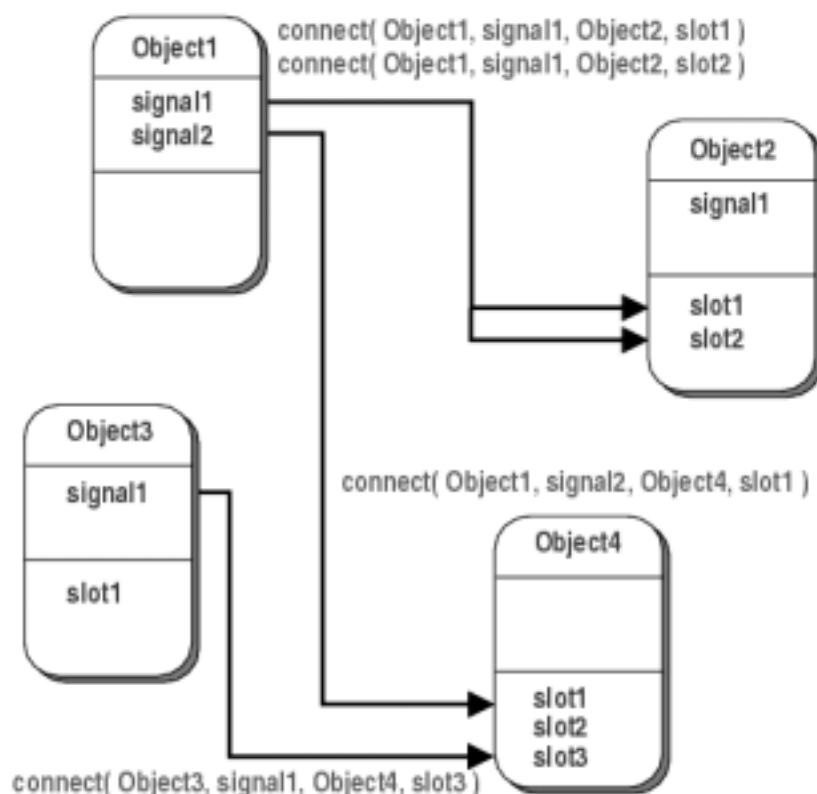 Object1
signal1
signal2
connect( Object1, signal1, Object2, slot1 )
connect( Object1, signal1, Object2, slot2 )
Object2
signal1
slot1
slot2
Object3
signal1
slot1
connect( Object1, signal2, Object4, slot1 )
Object4
slot1
slot2
slot3
connect( Object3, signal1, Object4, slot3 )